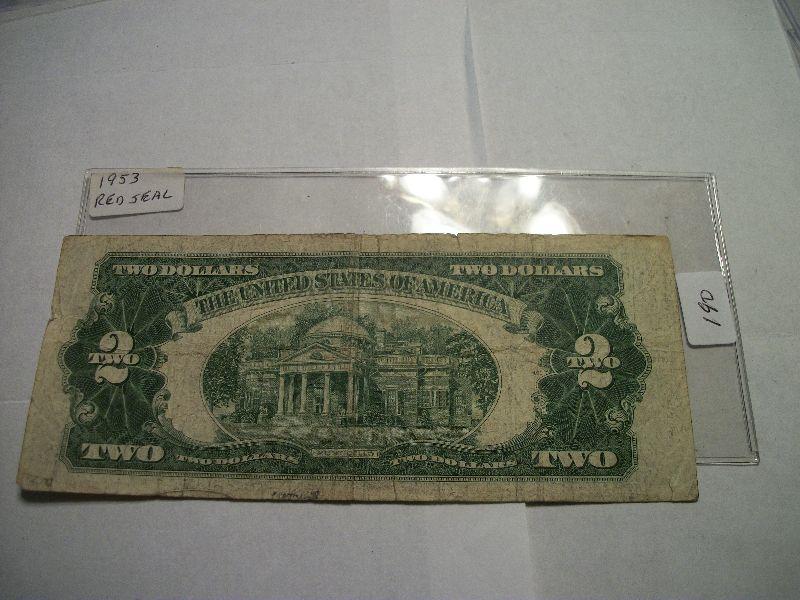 1953
RED SEAL
190
TWO DOLLARS
TWO DOLLARS
THE UNITED STATES OF AMERICA
2
TWO
2
TWO
TWO
TWO DOLLARS
TWO DOLLARS
TWO